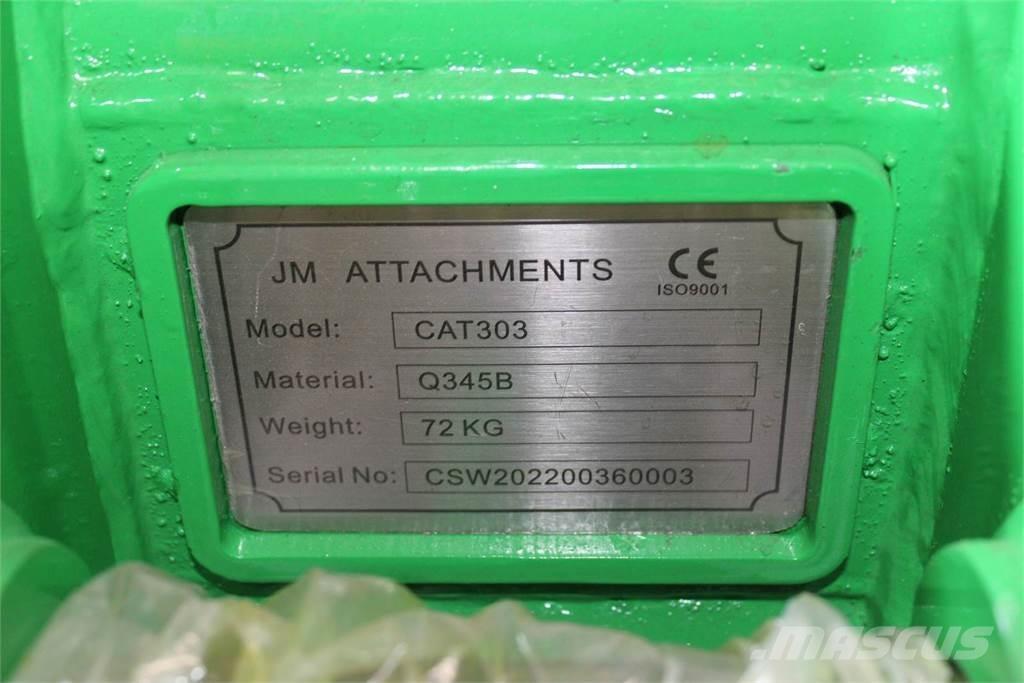 JM ATTACHMENTS CE
ISO9001
Model: CAT303
Material: Q345B
Weight: 72 KG
Serial No: CSW202200360003
MASCUS